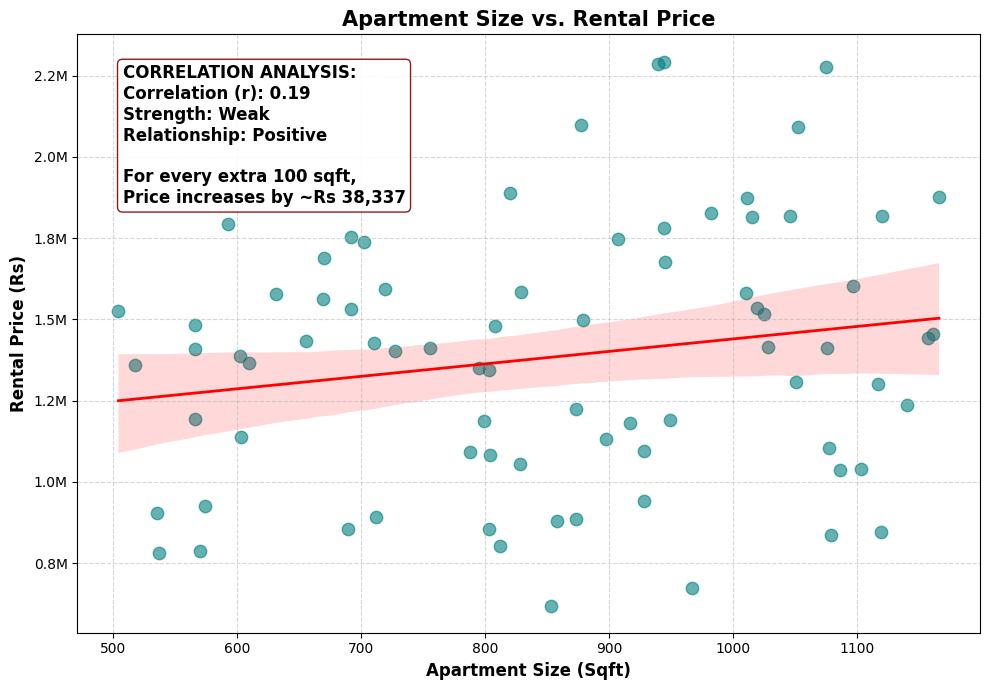 Apartment Size vs. Rental Price
CORRELATION ANALYSIS:
Correlation (r): 0.19
Strength: Weak
Relationship: Positive
For every extra 100 sqft,
Price increases by ~Rs 38,337
Rental Price (Rs)
2.2M
2.0M
1.8M
1.5M
1.2M
1.0M
0.8M
500 600 700 800 900 1000 1100
Apartment Size (Sqft)